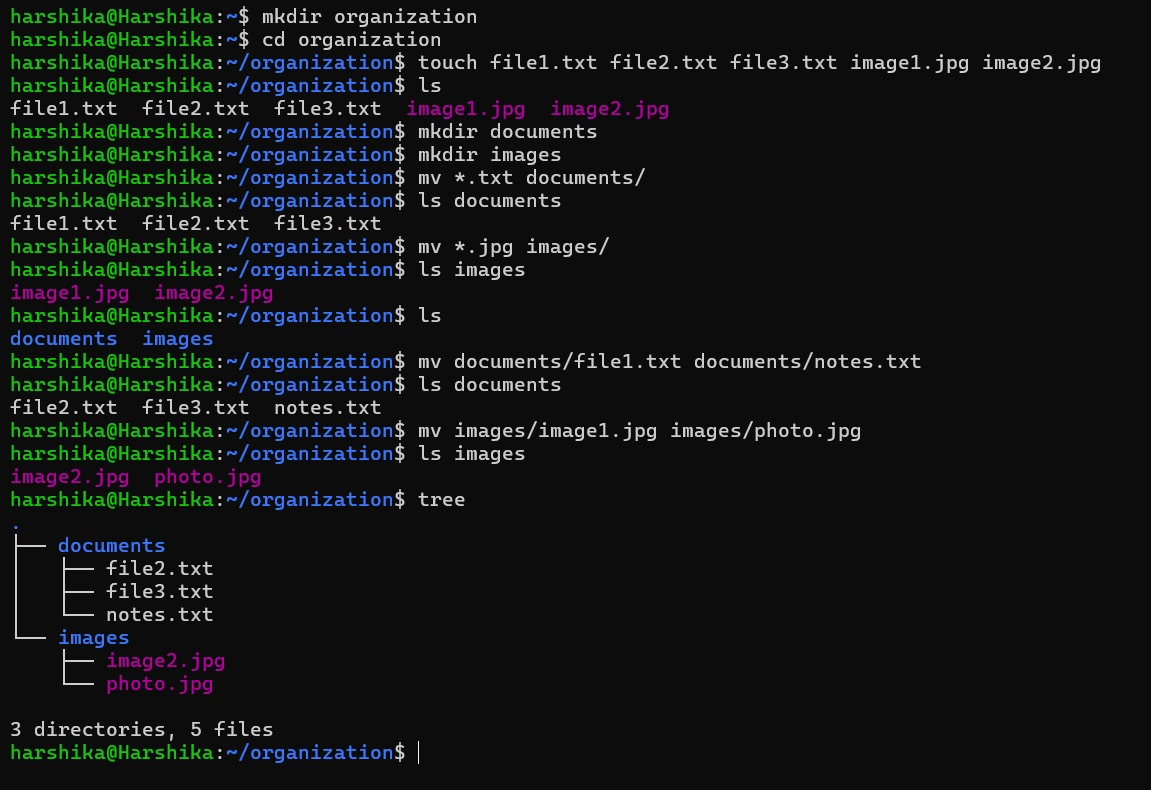 harshika@Harshika:~$ mkdir organization
harshika@Harshika:~$ cd organization
harshika@Harshika:~/organization$ touch file1.txt file2.txt file3.txt image1.jpg image2.jpg
harshika@Harshika:~/organization$ ls
file1.txt  file2.txt  file3.txt  image1.jpg  image2.jpg
harshika@Harshika:~/organization$ mkdir documents
harshika@Harshika:~/organization$ mkdir images
harshika@Harshika:~/organization$ mv *.txt documents/
harshika@Harshika:~/organization$ ls documents
file1.txt  file2.txt  file3.txt
harshika@Harshika:~/organization$ mv *.jpg images/
harshika@Harshika:~/organization$ ls images
image1.jpg  image2.jpg
harshika@Harshika:~/organization$ ls
documents  images
harshika@Harshika:~/organization$ mv documents/file1.txt documents/notes.txt
harshika@Harshika:~/organization$ ls documents
file2.txt  file3.txt  notes.txt
harshika@Harshika:~/organization$ mv images/image1.jpg images/photo.jpg
harshika@Harshika:~/organization$ ls images
image2.jpg  photo.jpg
harshika@Harshika:~/organization$ tree
.
├── documents
│   ├── file2.txt
│   ├── file3.txt
│   └── notes.txt
└── images
    ├── image2.jpg
    └── photo.jpg

3 directories, 5 files
harshika@Harshika:~/organization$